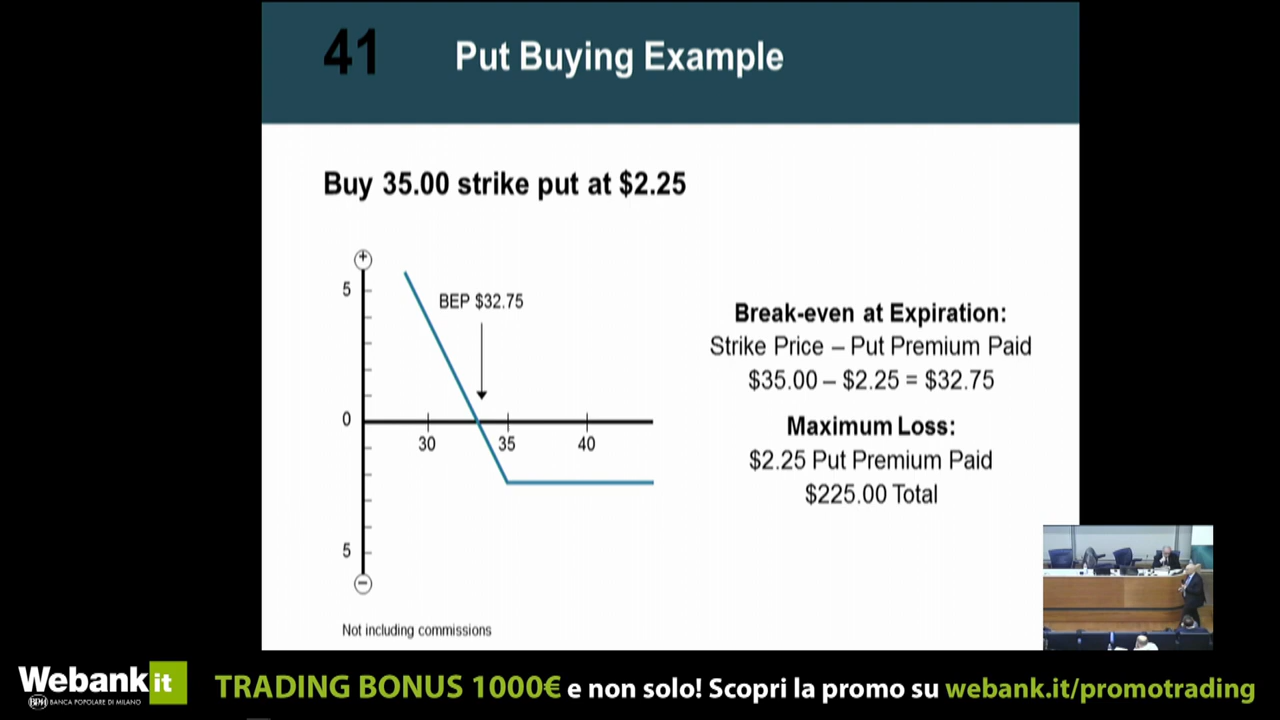 41 Put Buying Example
Buy 35.00 strike put at $2.25
+
5
BEP $32.75
0
30 35 40
5
−
Break-even at Expiration:
Strike Price – Put Premium Paid
$35.00 – $2.25 = $32.75
Maximum Loss:
$2.25 Put Premium Paid
$225.00 Total
Not including commissions
Webank it
BPM BANCA POPOLARE DI MILANO
TRADING BONUS 1000€ e non solo! Scopri la promo su webank.it/promotrading